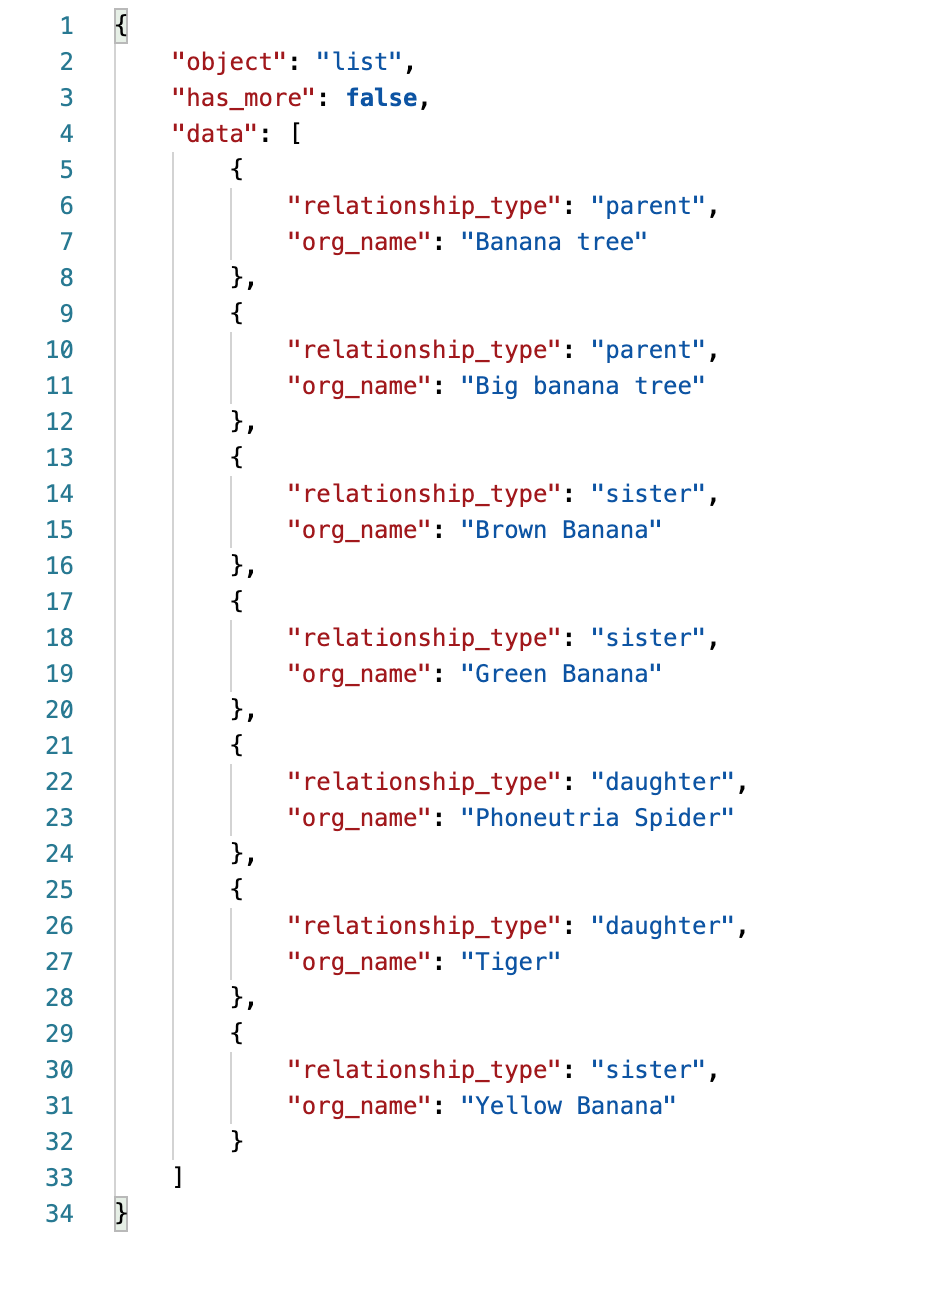 1 {
2     "object": "list",
3     "has_more": false,
4     "data": [
5         {
6             "relationship_type": "parent",
7             "org_name": "Banana tree"
8         },
9         {
10             "relationship_type": "parent",
11             "org_name": "Big banana tree"
12         },
13         {
14             "relationship_type": "sister",
15             "org_name": "Brown Banana"
16         },
17         {
18             "relationship_type": "sister",
19             "org_name": "Green Banana"
20         },
21         {
22             "relationship_type": "daughter",
23             "org_name": "Phoneutria Spider"
24         },
25         {
26             "relationship_type": "daughter",
27             "org_name": "Tiger"
28         },
29         {
30             "relationship_type": "sister",
31             "org_name": "Yellow Banana"
32         }
33     ]
34 }